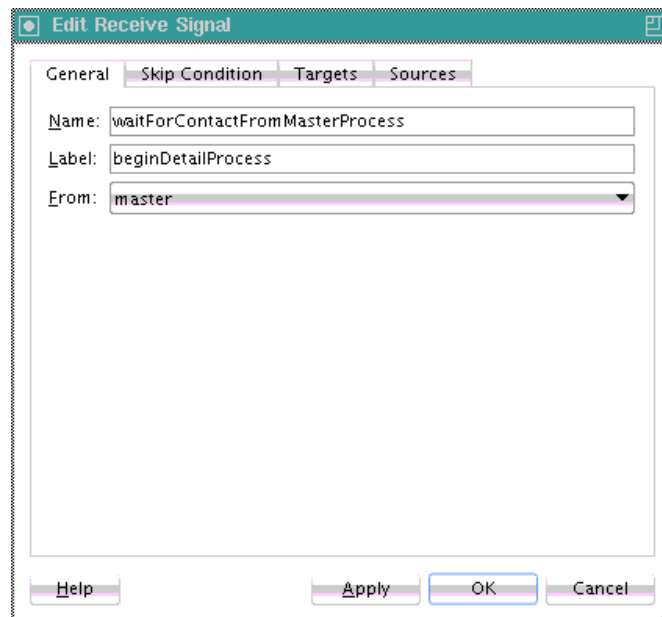 Edit Receive Signal
General Skip Condition Targets Sources
Name: waitForContactFromMasterProcess
Label: beginDetailProcess
From: master
Help Apply OK Cancel